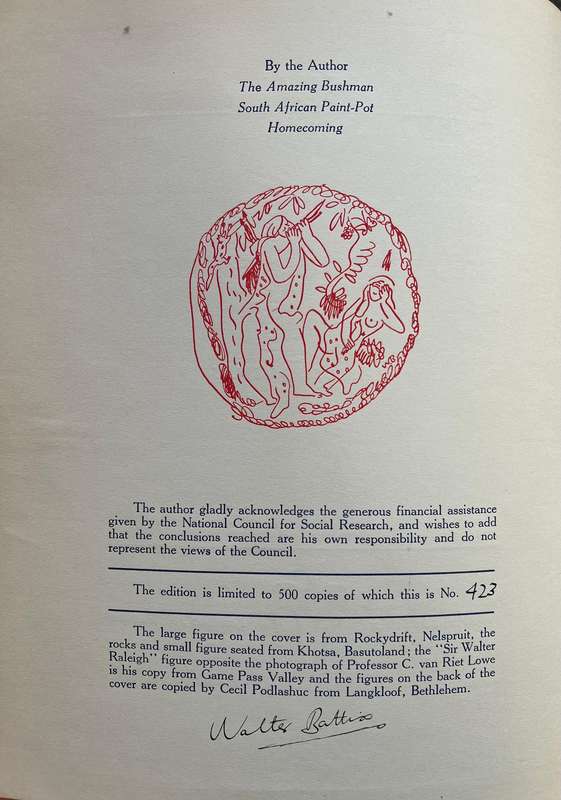 By the Author
The Amazing Bushman
South African Paint-Pot
Homecoming
The author gladly acknowledges the generous financial assistance
given by the National Council for Social Research, and wishes to add
that the conclusions reached are his own responsibility and do not
represent the views of the Council.
The edition is limited to 500 copies of which this is No. 423
The large figure on the cover is from Rockydrift, Nelspruit, the
rocks and small figure seated from Khotsa, Basutoland; the "Sir Walter
Raleigh" figure opposite the photograph of Professor C. van Riet Lowe
is his copy from Game Pass Valley and the figures on the back of the
cover are copied by Cecil Podlashuc from Langkloof, Bethlehem.
Walter Battiss